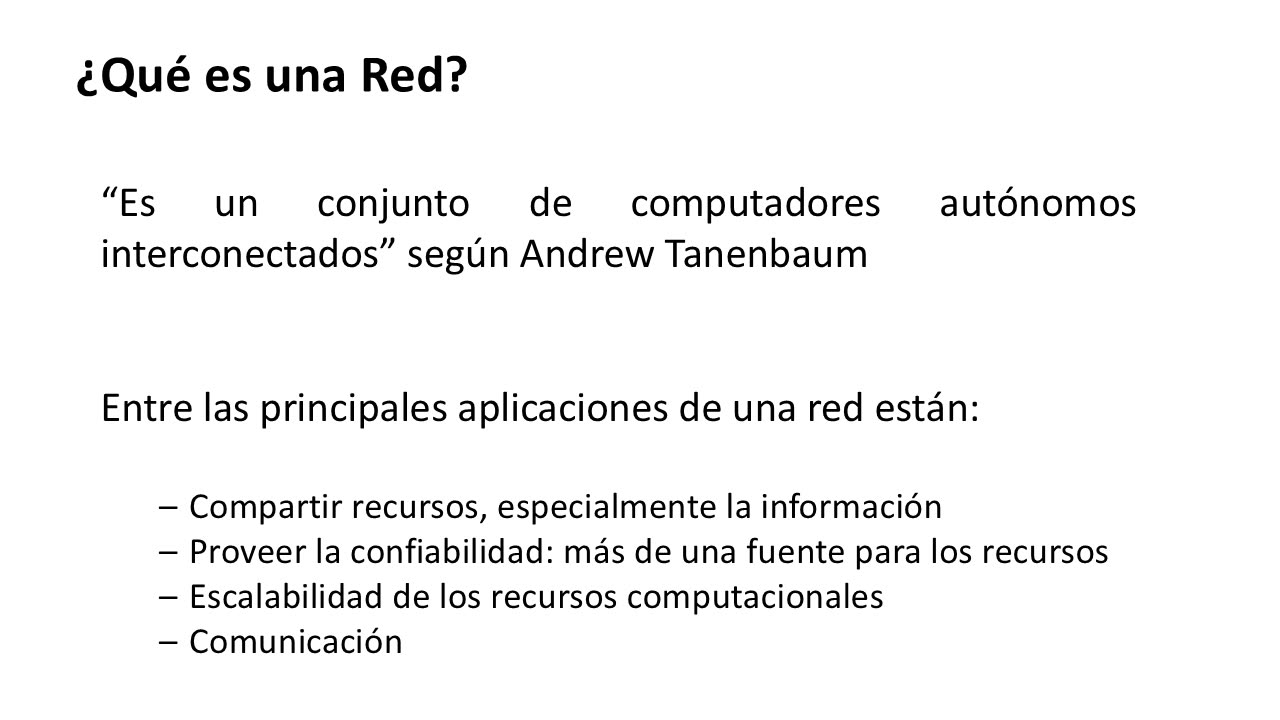 ¿Qué es una Red?
“Es un conjunto de computadores autónomos
interconectados” según Andrew Tanenbaum
Entre las principales aplicaciones de una red están:
– Compartir recursos, especialmente la información
– Proveer la confiabilidad: más de una fuente para los recursos
– Escalabilidad de los recursos computacionales
– Comunicación